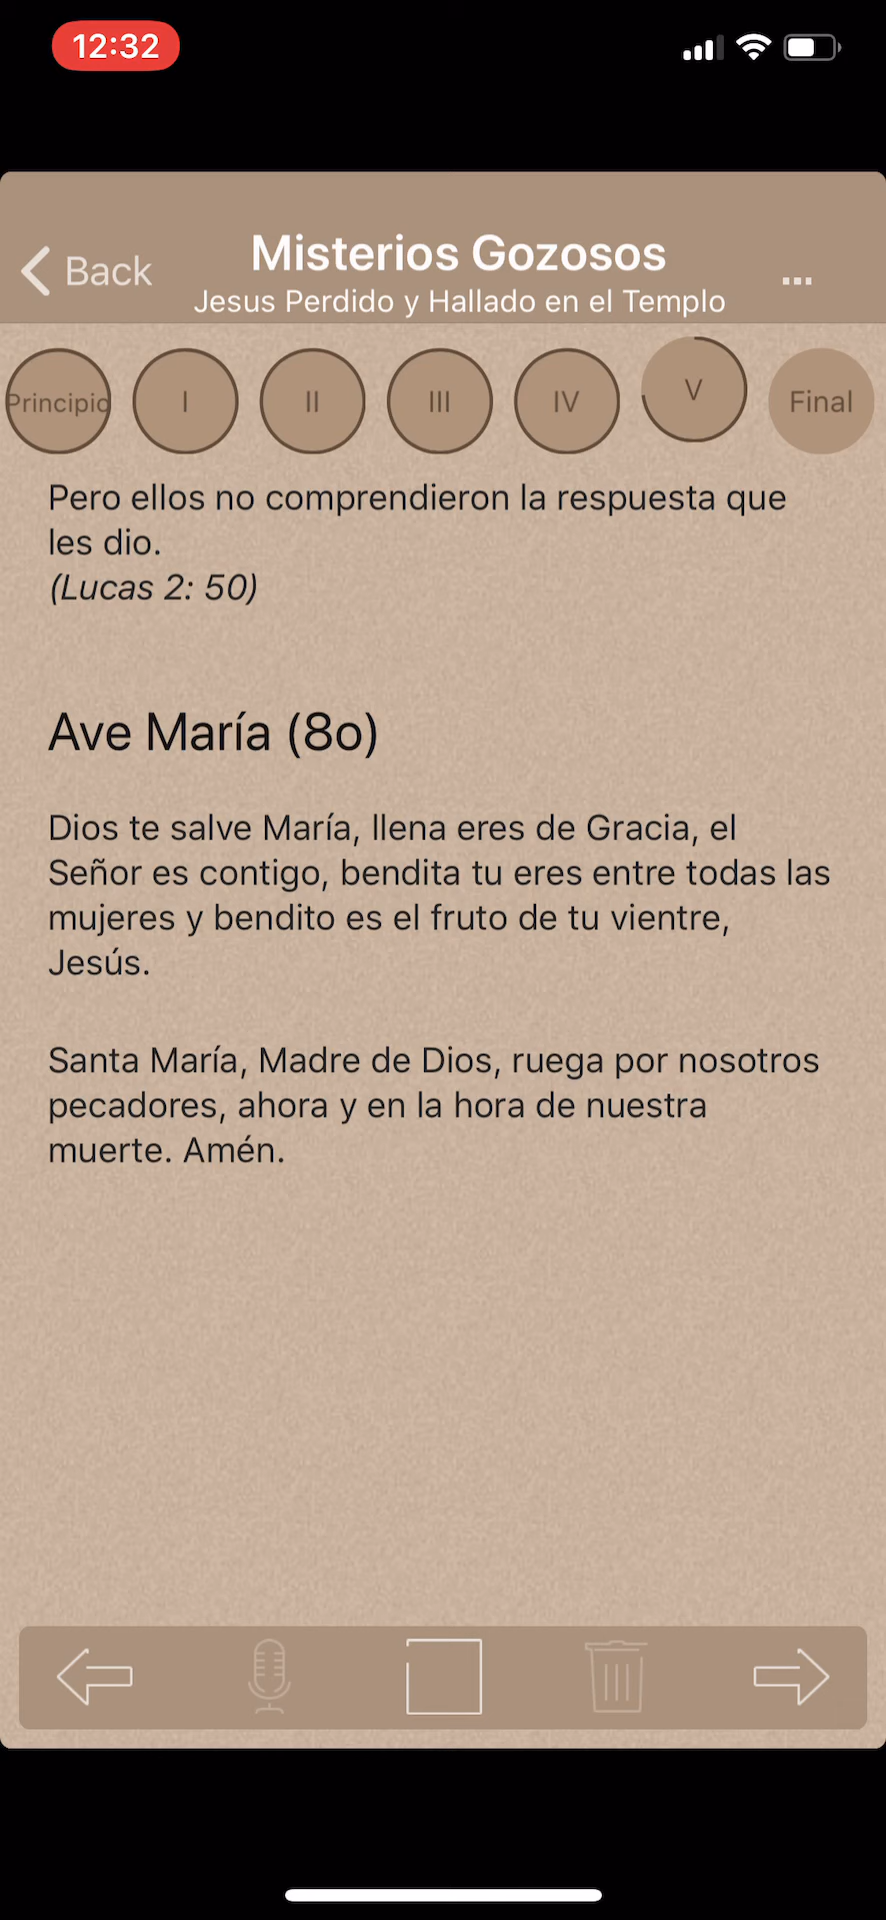 12:32
Back
Misterios Gozosos
...
Jesus Perdido y Hallado en el Templo
Principio
I
II
III
IV
V
Final
Pero ellos no comprendieron la respuesta que
les dio.
(Lucas 2: 50)
Ave María (8o)
Dios te salve María, llena eres de Gracia, el
Señor es contigo, bendita tu eres entre todas las
mujeres y bendito es el fruto de tu vientre,
Jesús.
Santa María, Madre de Dios, ruega por nosotros
pecadores, ahora y en la hora de nuestra
muerte. Amén.